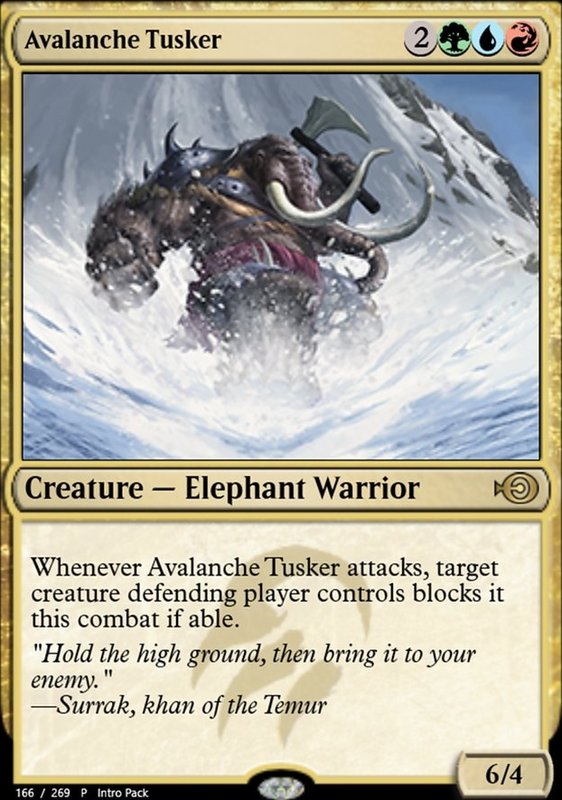 Avalanche Tusker 2
Creature — Elephant Warrior
Whenever Avalanche Tusker attacks, target
creature defending player controls blocks it
this combat if able.
"Hold the high ground, then bring it to your
enemy."
—Surrak, khan of the Temur
6/4
166 / 269 P Intro Pack